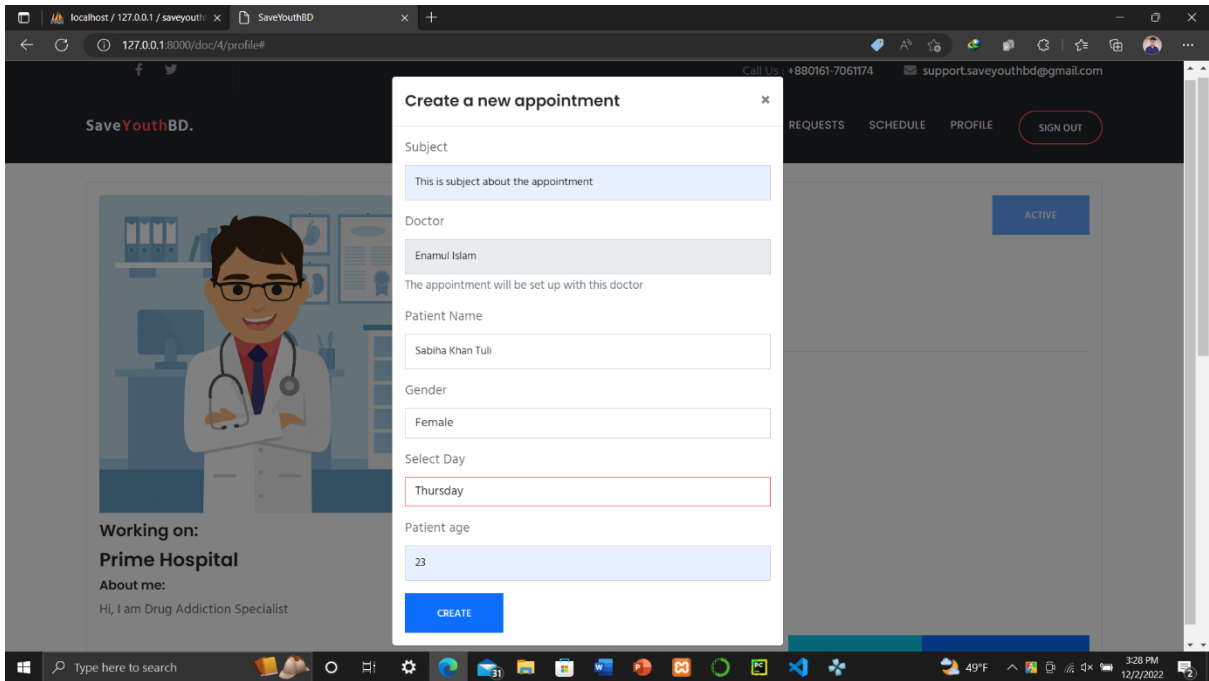 localhost / 127.0.0.1 / saveyouth
SaveYouthBD
127.0.0.1:8000/doc/4/profile#
Call Us : +880161-7061174 support.saveyouthbd@gmail.com
SaveYouthBD.
REQUESTS SCHEDULE PROFILE SIGN OUT
ACTIVE
Create a new appointment ×
Subject
This is subject about the appointment
Doctor
Enamul Islam
The appointment will be set up with this doctor
Patient Name
Sabiha Khan Tuli
Gender
Female
Select Day
Thursday
Patient age
23
CREATE
Working on:
Prime Hospital
About me:
Hi, I am Drug Addiction Specialist
Type here to search
31
49°F
3:28 PM
12/2/2022
2